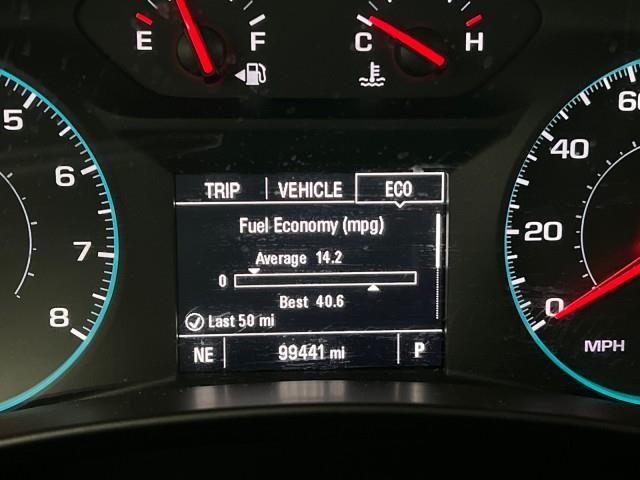 E F C H
5 60
6 40
7 20
8 0
MPH
TRIP VEHICLE ECO
Fuel Economy (mpg)
Average 14.2
0
Best 40.6
Last 50 mi
NE 99441 mi P